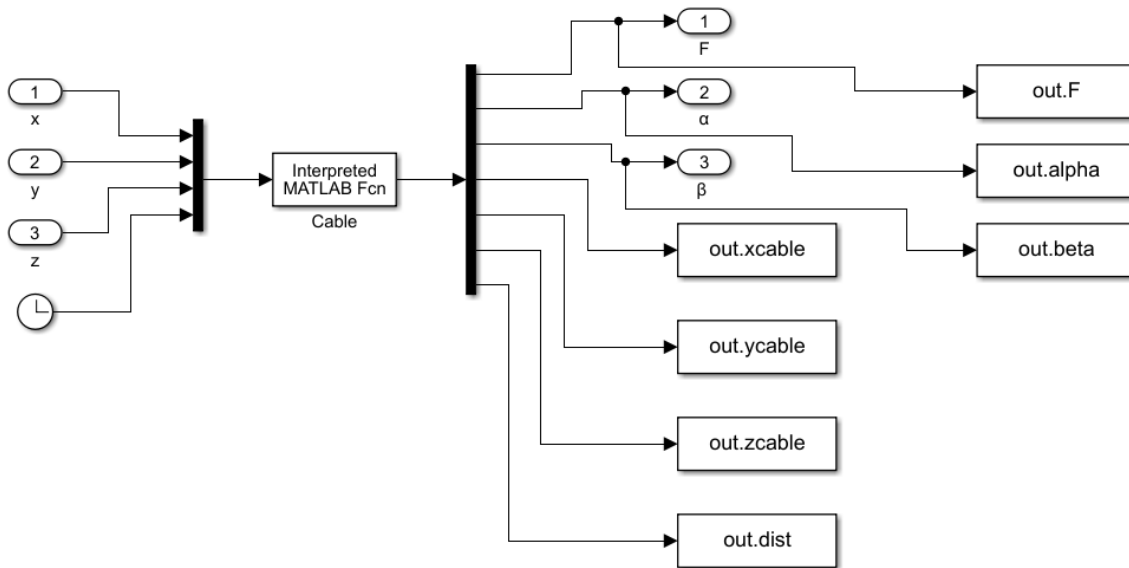 1
F
1
x
out.F
2
α
2
y
Interpreted
MATLAB Fcn
Cable
3
β
out.alpha
3
z
out.xcable
out.beta
out.ycable
out.zcable
out.dist